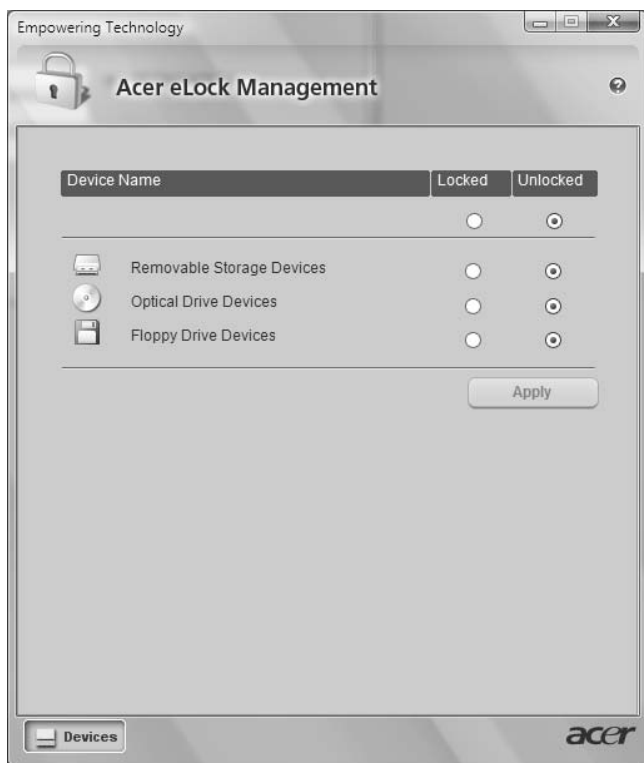 Empowering Technology
Acer eLock Management
Device Name Locked Unlocked
Removable Storage Devices
Optical Drive Devices
Floppy Drive Devices
Apply
Devices
acer